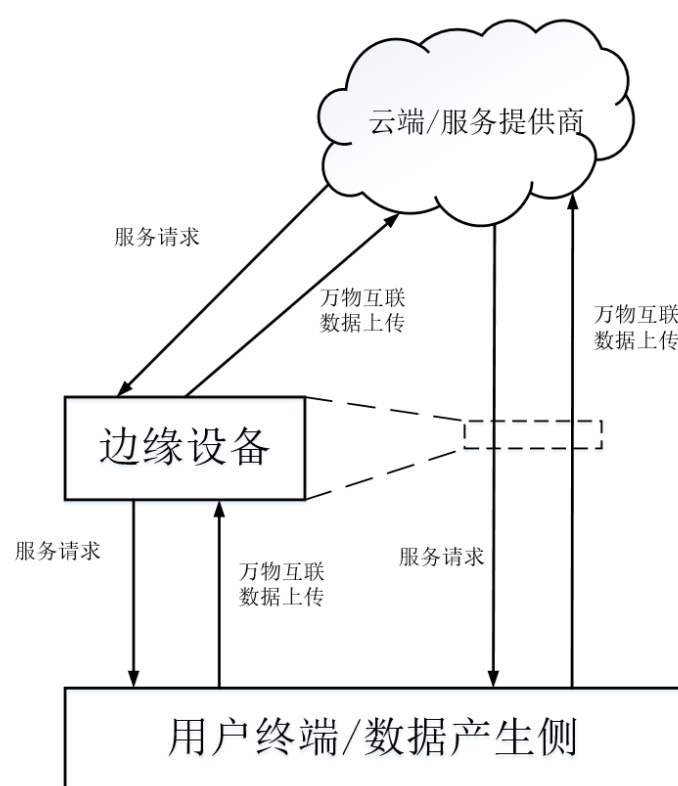 云端/服务提供商
服务请求
万物互联
数据上传
万物互联
数据上传
边缘设备
服务请求
万物互联
数据上传
服务请求
用户终端/数据产生侧